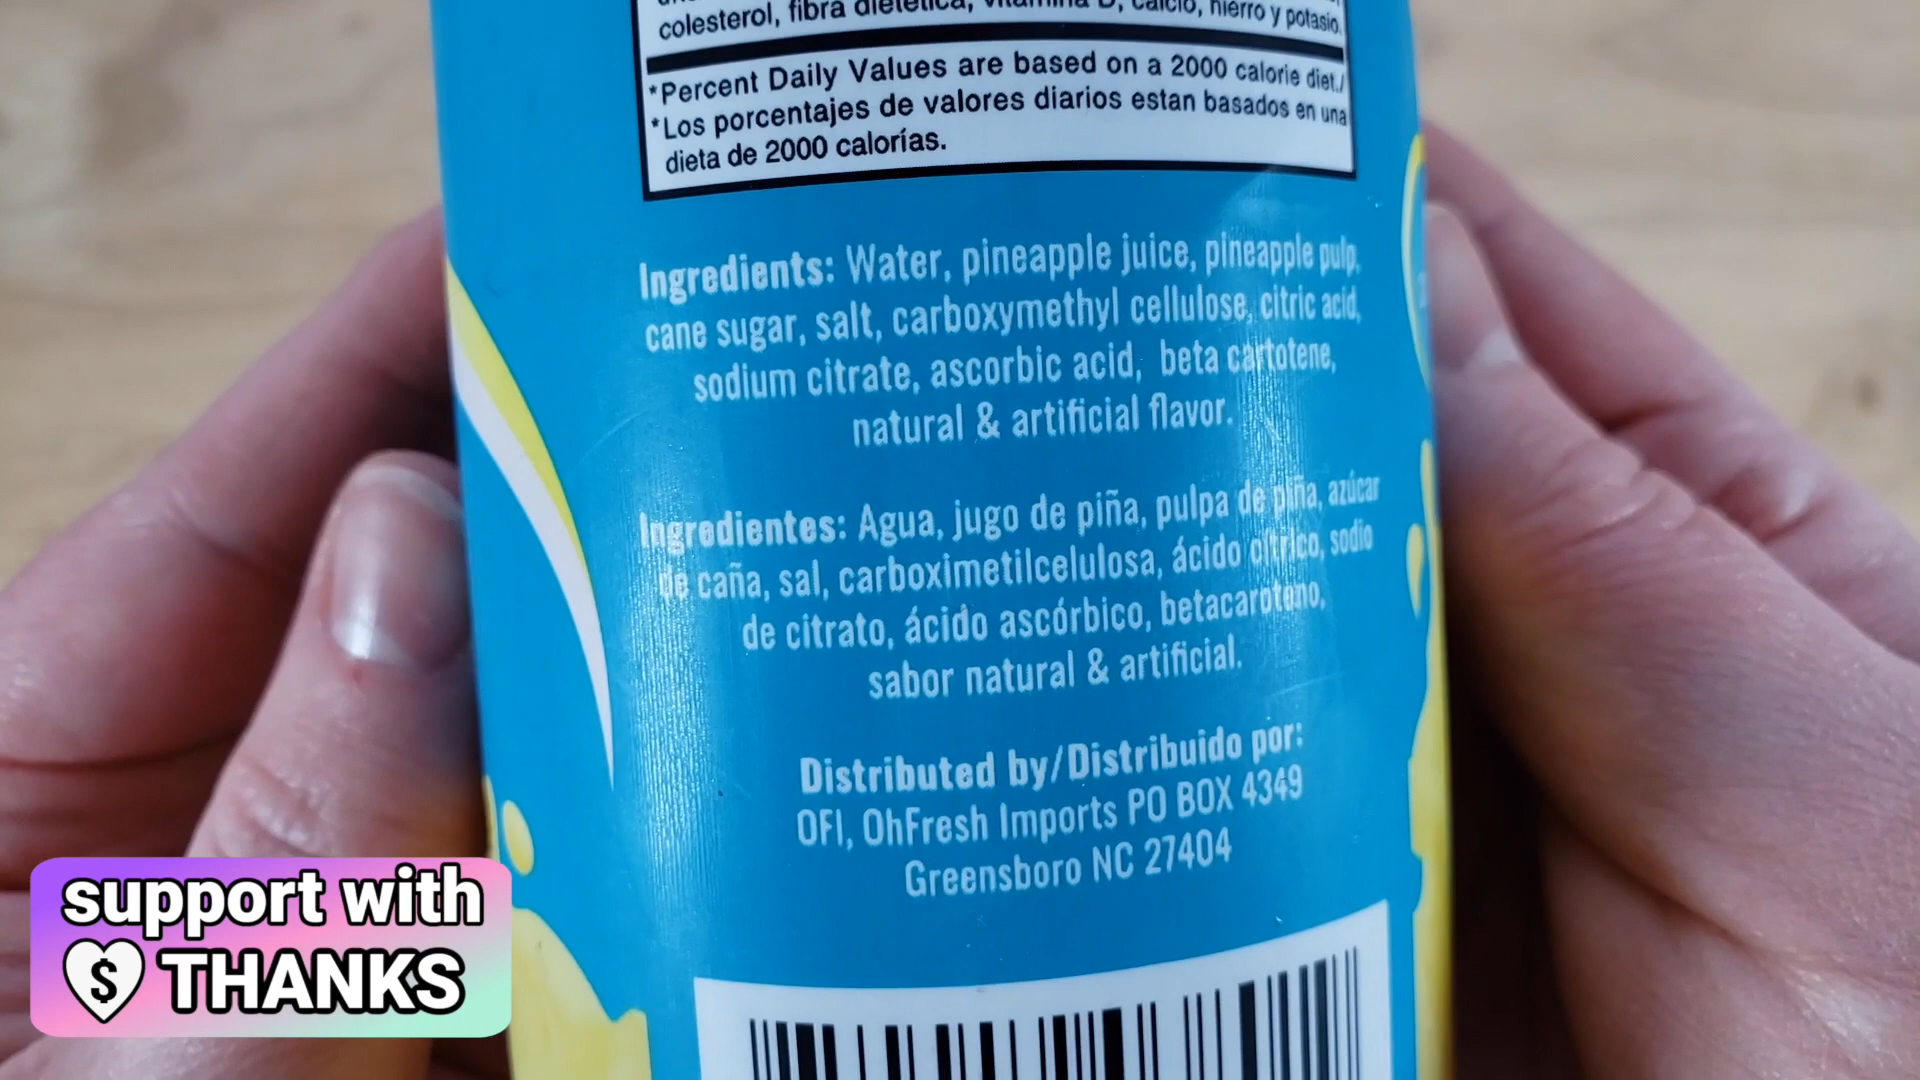 colesterol, fibra dietética, vitamina D, calcio, hierro y potasio.
*Percent Daily Values are based on a 2000 calorie diet./
*Los porcentajes de valores diarios estan basados en una
dieta de 2000 calorías.
Ingredients: Water, pineapple juice, pineapple pulp,
cane sugar, salt, carboxymethyl cellulose, citric acid,
sodium citrate, ascorbic acid, beta cartotene,
natural & artificial flavor.
Ingredientes: Agua, jugo de piña, pulpa de piña, azúcar
de caña, sal, carboximetilcelulosa, ácido cítrico, sodio
de citrato, ácido ascórbico, betacaroteno,
sabor natural & artificial.
Distributed by/Distribuido por:
OFI, OhFresh Imports PO BOX 4349
Greensboro NC 27404
support with
$ THANKS